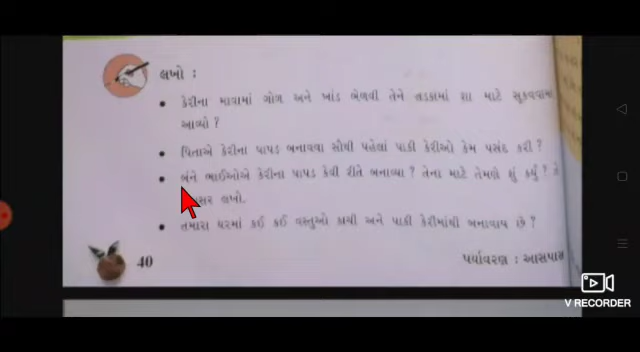 લખો :
• કેરીના માવામાં ગોળ અને ખાંડ ભેળવી તેને તડકામાં શા માટે સૂકવવામાં
આવ્યો ?
• પિતાએ કેરીના પાપડ બનાવવા સૌથી પહેલાં પાકી કેરીઓ કેમ પસંદ કરી ?
• બંને ભાઈઓએ કેરીના પાપડ કેવી રીતે બનાવ્યા ? તેના માટે તેમણે શું કર્યું ?
લખો.
• તમારા ઘરમાં કઈ કઈ વસ્તુઓ કાચી અને પાકી કેરીમાંથી બનાવાય છે ?
40
પર્યાવરણ : આસપાસ
V RECORDER